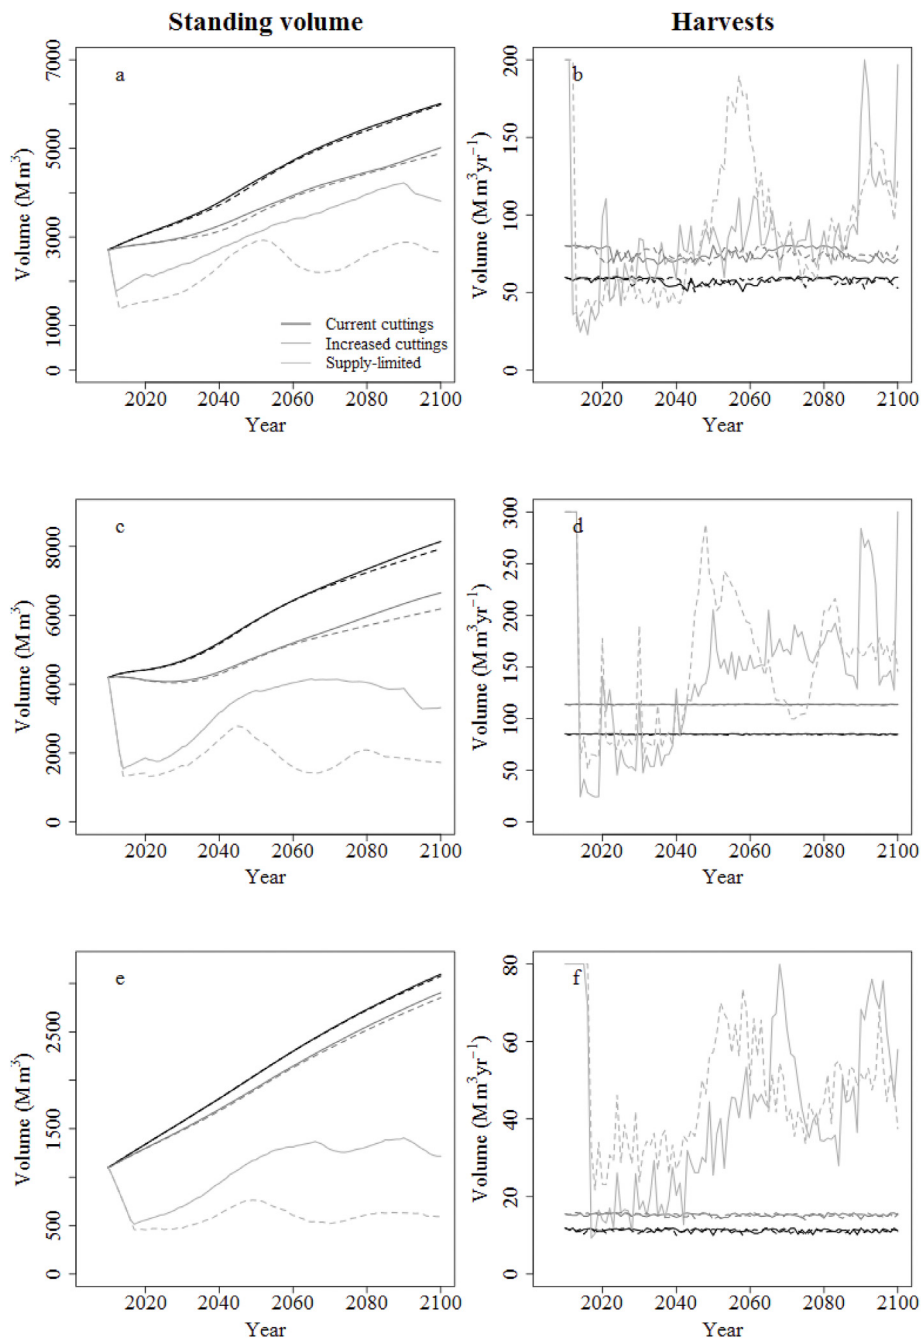 Standing volume
Harvests
a
7000
5000
3000
1000
0
Volume (M m³)
Current cuttings
Increased cuttings
Supply-limited
2020 2040 2060 2080 2100
Year
b
200
150
100
50
0
Volume (M m³yr⁻¹)
2020 2040 2060 2080 2100
Year
c
8000
6000
4000
2000
0
Volume (M m³)
2020 2040 2060 2080 2100
Year
d
300
250
200
150
100
50
0
Volume (M m³yr⁻¹)
2020 2040 2060 2080 2100
Year
e
2500
1500
500
0
Volume (M m³)
2020 2040 2060 2080 2100
Year
f
80
60
40
20
0
Volume (M m³yr⁻¹)
2020 2040 2060 2080 2100
Year